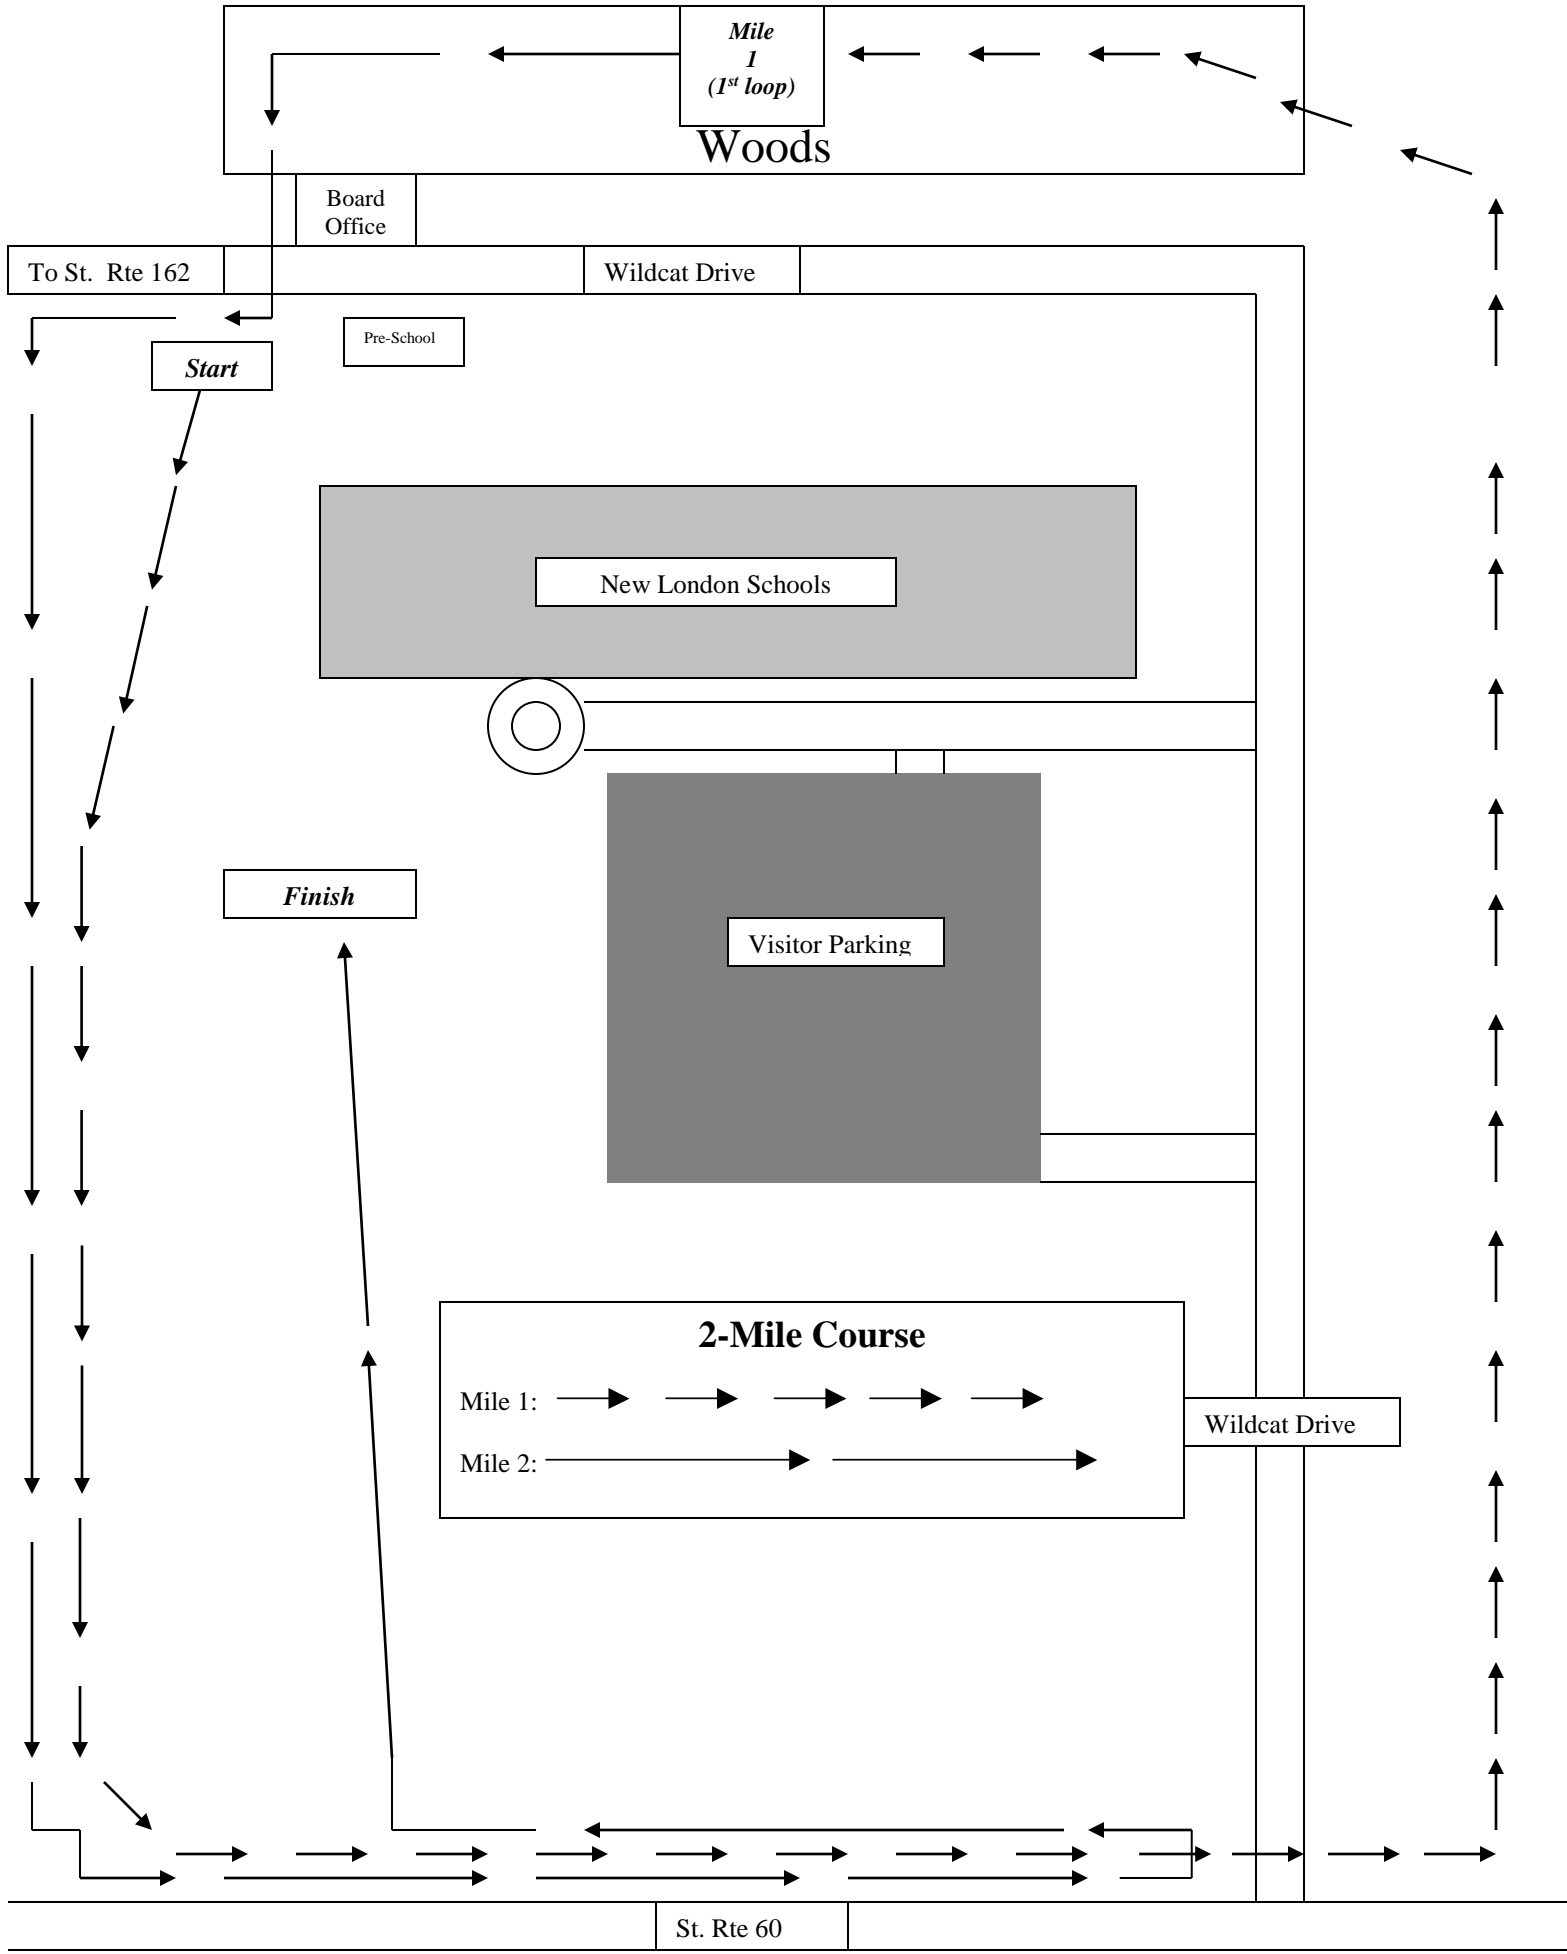 Mile
1
(1st loop)
Woods
Board
Office
To St. Rte 162
Wildcat Drive
Pre-School
Start
New London Schools
Finish
Visitor Parking
2-Mile Course
Mile 1:
Mile 2:
Wildcat Drive
St. Rte 60